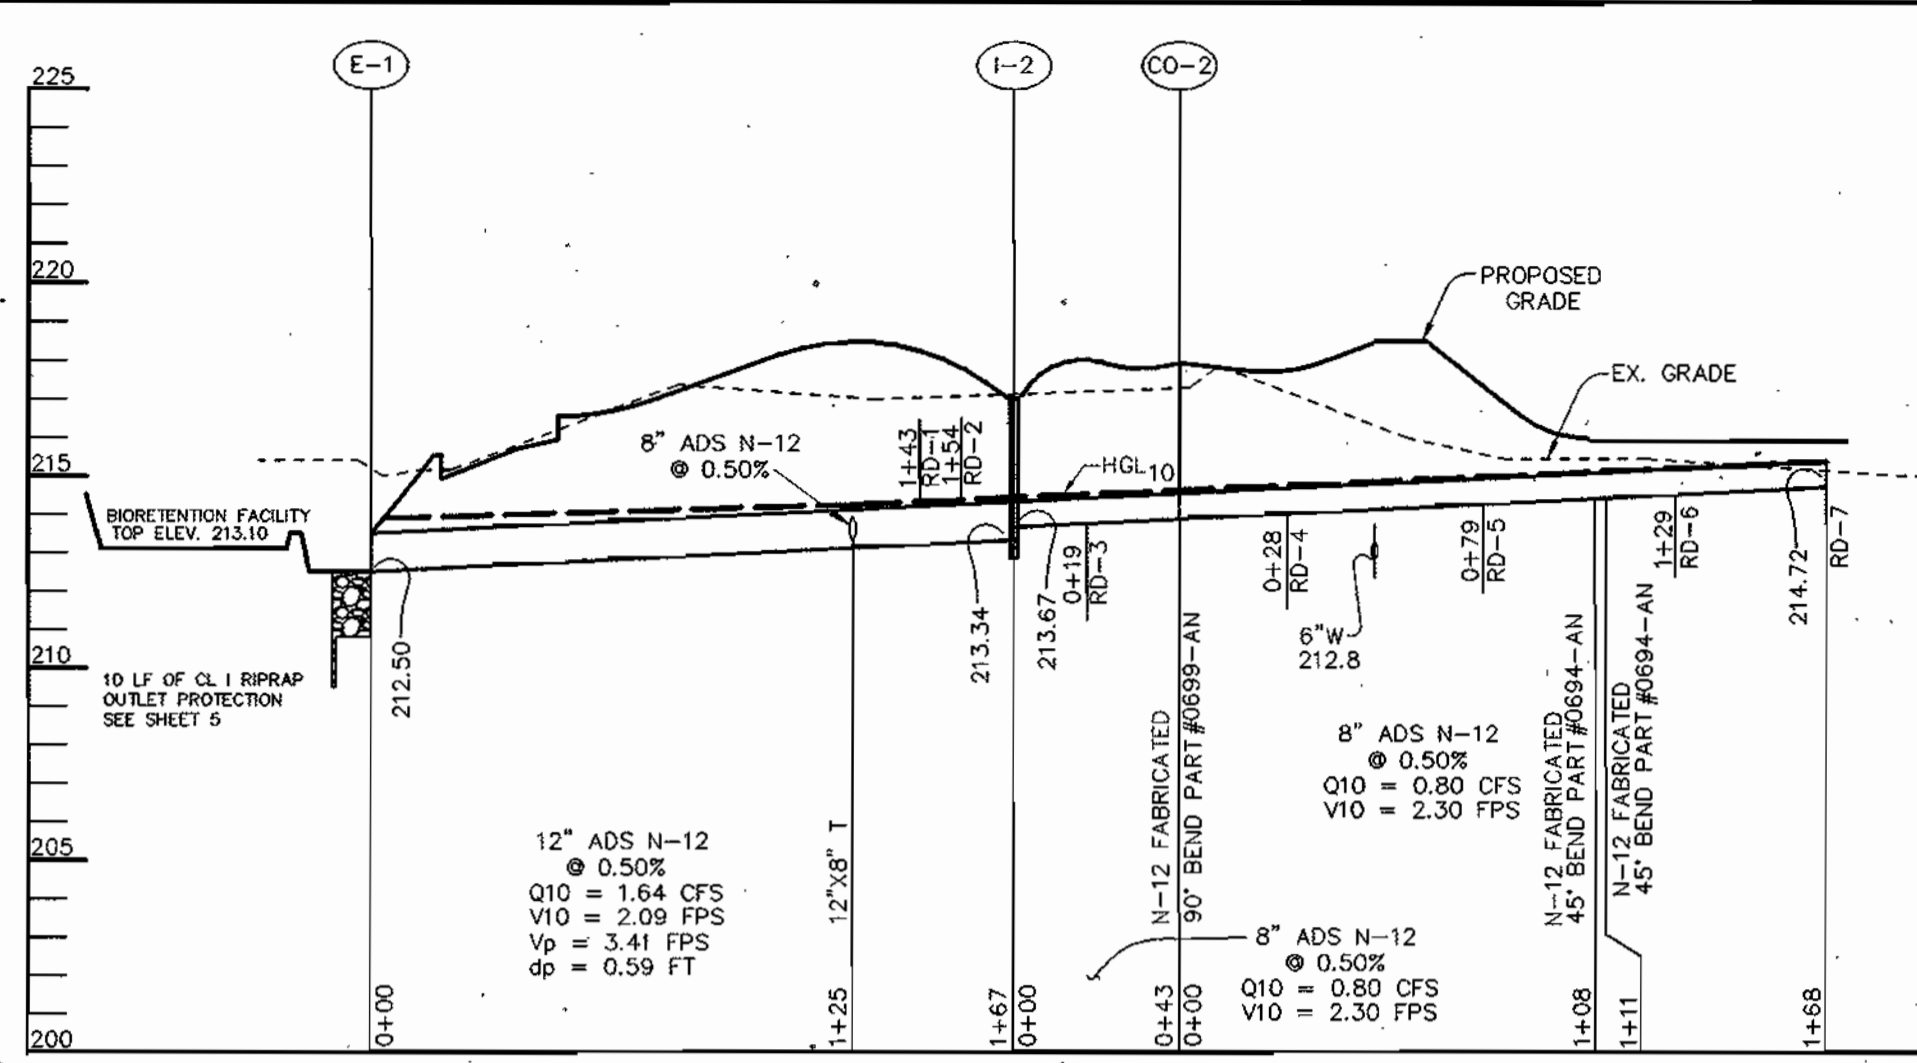 E-1
I-2
CO-2
225
220
215
210
205
200
PROPOSED
GRADE
EX. GRADE
8" ADS N-12
@ 0.50%
1+43
RD-1
1+54
RD-2
HGL10
BIORETENTION FACILITY
TOP ELEV. 213.10
10 LF OF CL I RIPRAP
OUTLET PROTECTION
SEE SHEET 5
212.50
213.34
213.67
0+19
RD-3
0+28
RD-4
6"W
212.8
0+79
RD-5
1+29
RD-6
214.72
RD-7
12" ADS N-12
@ 0.50%
Q10 = 1.64 CFS
V10 = 2.09 FPS
Vp = 3.41 FPS
dp = 0.59 FT
12"X8" T
N-12 FABRICATED
90° BEND PART #0699-AN
8" ADS N-12
@ 0.50%
Q10 = 0.80 CFS
V10 = 2.30 FPS
8" ADS N-12
@ 0.50%
Q10 = 0.80 CFS
V10 = 2.30 FPS
N-12 FABRICATED
45° BEND PART #0694-AN
N-12 FABRICATED
45° BEND PART #0694-AN
0+00
1+25
1+67
0+00
0+43
0+00
1+08
1+11
1+68